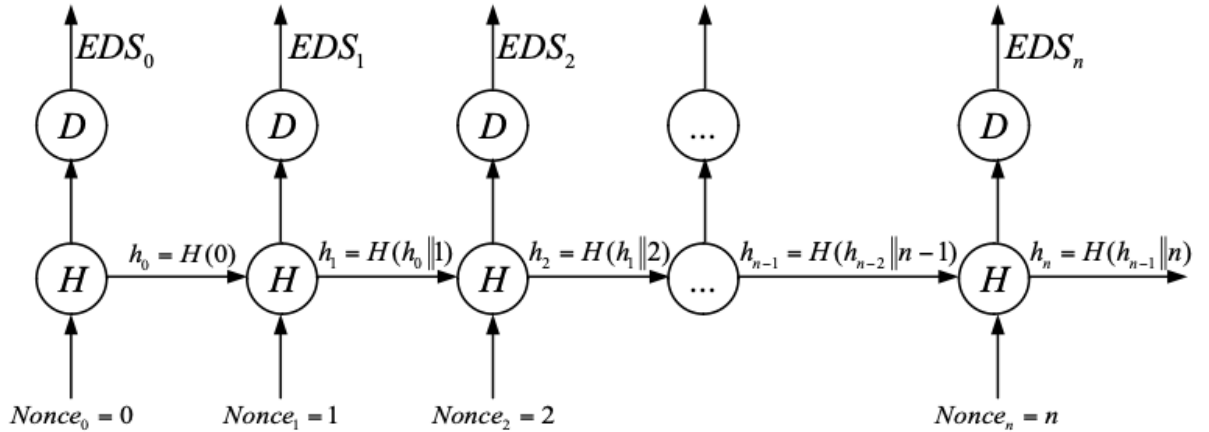 EDS₀ EDS₁ EDS₂ EDSₙ
D D D ... D
h₀ = H(0) h₁ = H(h₀‖1) h₂ = H(h₁‖2) hₙ₋₁ = H(hₙ₋₂‖n−1) hₙ = H(hₙ₋₁‖n)
H H H ... H
Nonce₀ = 0 Nonce₁ = 1 Nonce₂ = 2 Nonceₙ = n